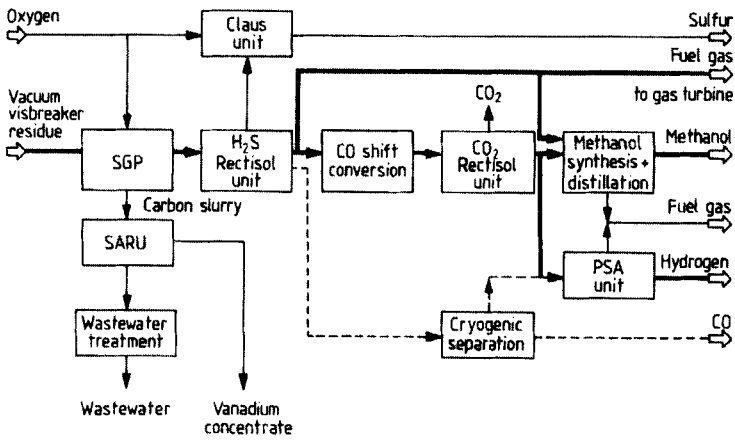 Oxygen
Claus
unit
Sulfur
Fuel gas
to gas turbine
Vacuum
visbreaker
residue
SGP
H₂S
Rectisol
unit
CO shift
conversion
CO₂
CO₂
Rectisol
unit
Methanol
synthesis +
distillation
Methanol
Carbon slurry
Fuel gas
SARU
PSA
unit
Hydrogen
Wastewater
treatment
Cryogenic
separation
CO
Wastewater
Vanadium
concentrate